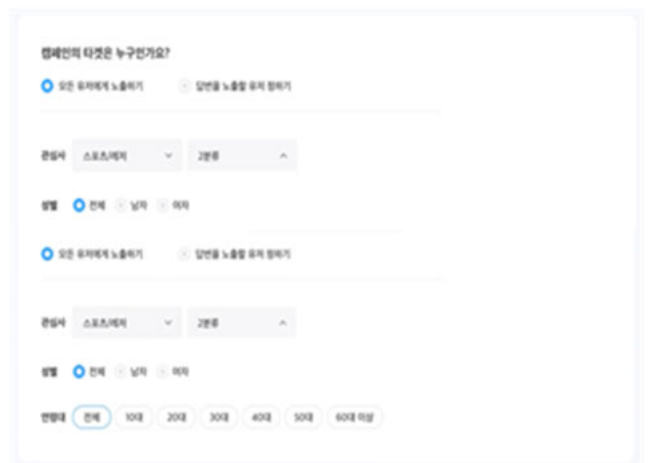 캠페인의 타겟은 누구인가요?
모든 유저에게 노출하기 답변을 노출할 유저 정하기
관심사 스포츠/레저 2분류
성별 전체 남자 여자
모든 유저에게 노출하기 답변을 노출할 유저 정하기
관심사 스포츠/레저 2분류
성별 전체 남자 여자
연령대 전체 10대 20대 30대 40대 50대 60대 이상